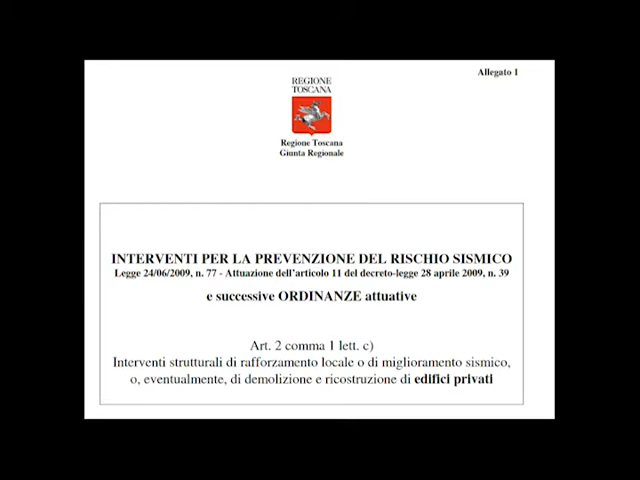 Allegato 1
REGIONE
TOSCANA
Regione Toscana
Giunta Regionale
INTERVENTI PER LA PREVENZIONE DEL RISCHIO SISMICO
Legge 24/06/2009, n. 77 - Attuazione dell'articolo 11 del decreto-legge 28 aprile 2009, n. 39
e successive ORDINANZE attuative
Art. 2 comma 1 lett. c)
Interventi strutturali di rafforzamento locale o di miglioramento sismico,
o, eventualmente, di demolizione e ricostruzione di edifici privati